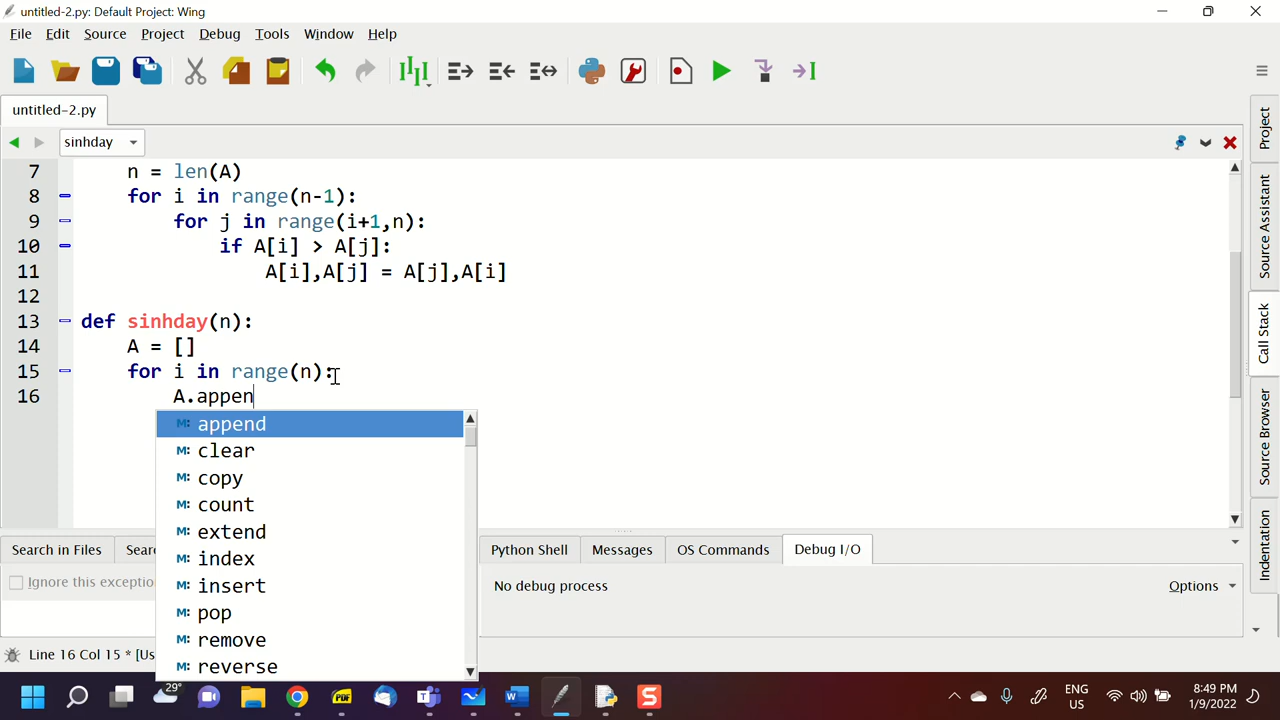 untitled-2.py: Default Project: Wing
File Edit Source Project Debug Tools Window Help
untitled-2.py
sinhday
7 n = len(A)
8 for i in range(n-1):
9 for j in range(i+1,n):
10 if A[i] > A[j]:
11 A[i],A[j] = A[j],A[i]
12
13 def sinhday(n):
14 A = []
15 for i in range(n):
16 A.appen
M: append
M: clear
M: copy
M: count
M: extend
M: index
M: insert
M: pop
M: remove
M: reverse
Project
Source Assistant
Call Stack
Source Browser
Indentation
Search in Files Sear Python Shell Messages OS Commands Debug I/O
Ignore this exceptio No debug process Options
Line 16 Col 15 * [Us
29° ENG US 8:49 PM 1/9/2022